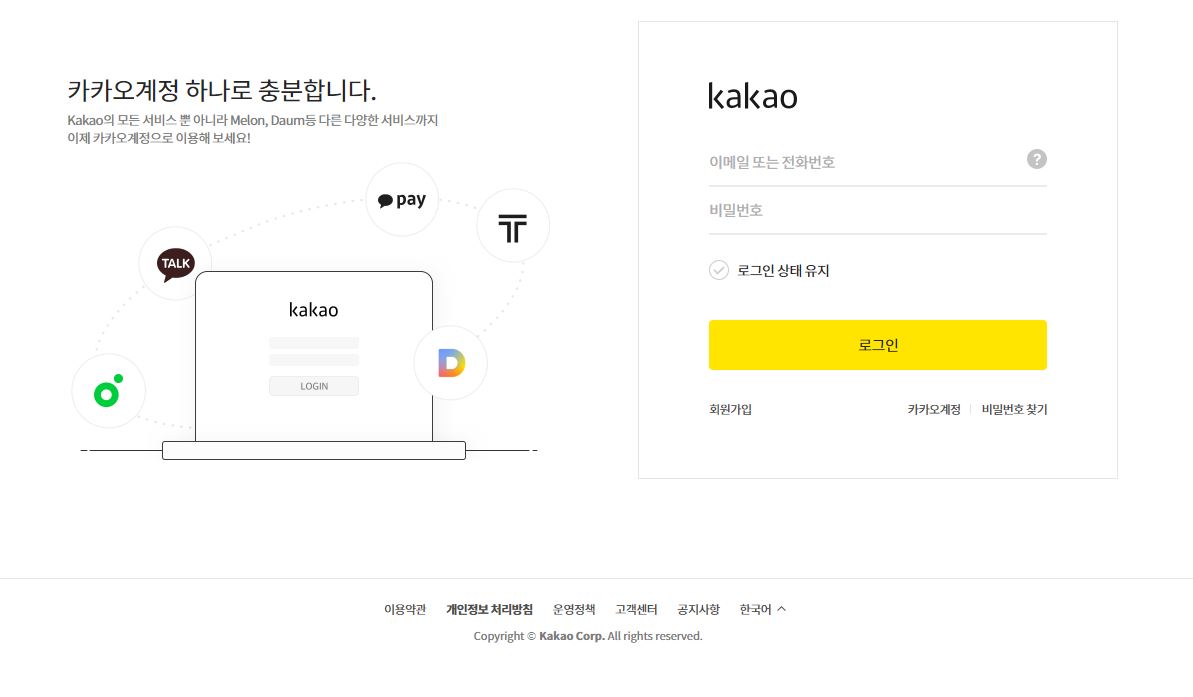 카카오계정 하나로 충분합니다.
Kakao의 모든 서비스 뿐 아니라 Melon, Daum등 다른 다양한 서비스까지
이제 카카오계정으로 이용해 보세요!
pay
T
TALK
kakao
D
LOGIN
kakao
이메일 또는 전화번호
?
비밀번호
로그인 상태 유지
로그인
회원가입
카카오계정 | 비밀번호 찾기
이용약관 개인정보 처리방침 운영정책 고객센터 공지사항 한국어
Copyright © Kakao Corp. All rights reserved.